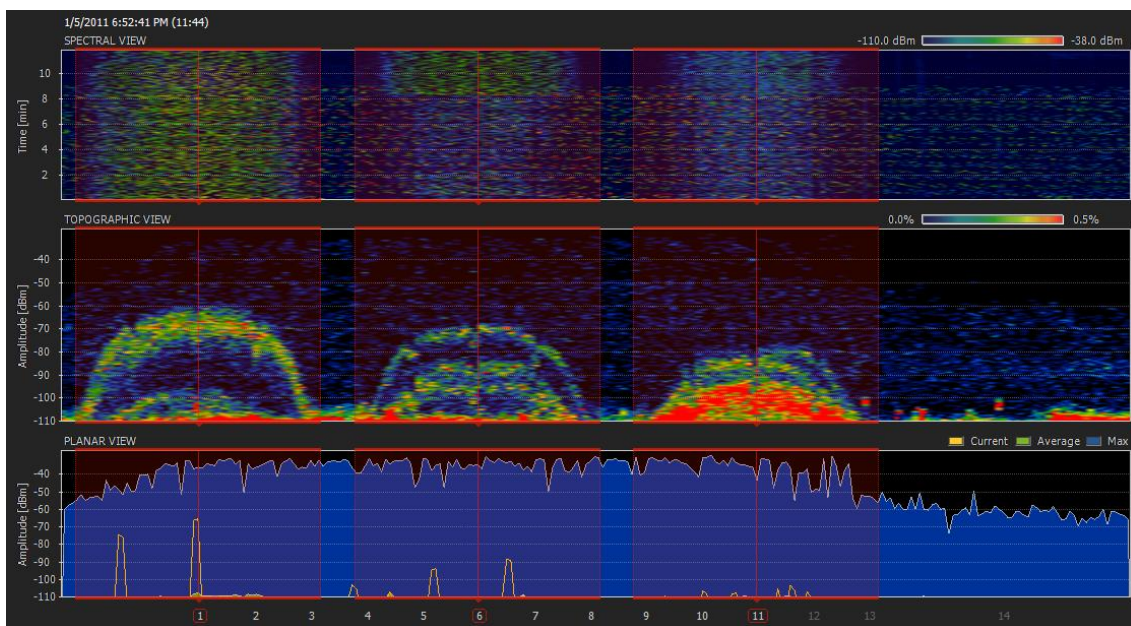 1/5/2011 6:52:41 PM (11:44)
SPECTRAL VIEW
-110.0 dBm -38.0 dBm
Time [min]
10
8
6
4
2
TOPOGRAPHIC VIEW
0.0% 0.5%
Amplitude [dBm]
-40
-50
-60
-70
-80
-90
-100
-110
PLANAR VIEW
Current Average Max
Amplitude [dBm]
-40
-50
-60
-70
-80
-90
-100
-110
1 2 3 4 5 6 7 8 9 10 11 12 13 14